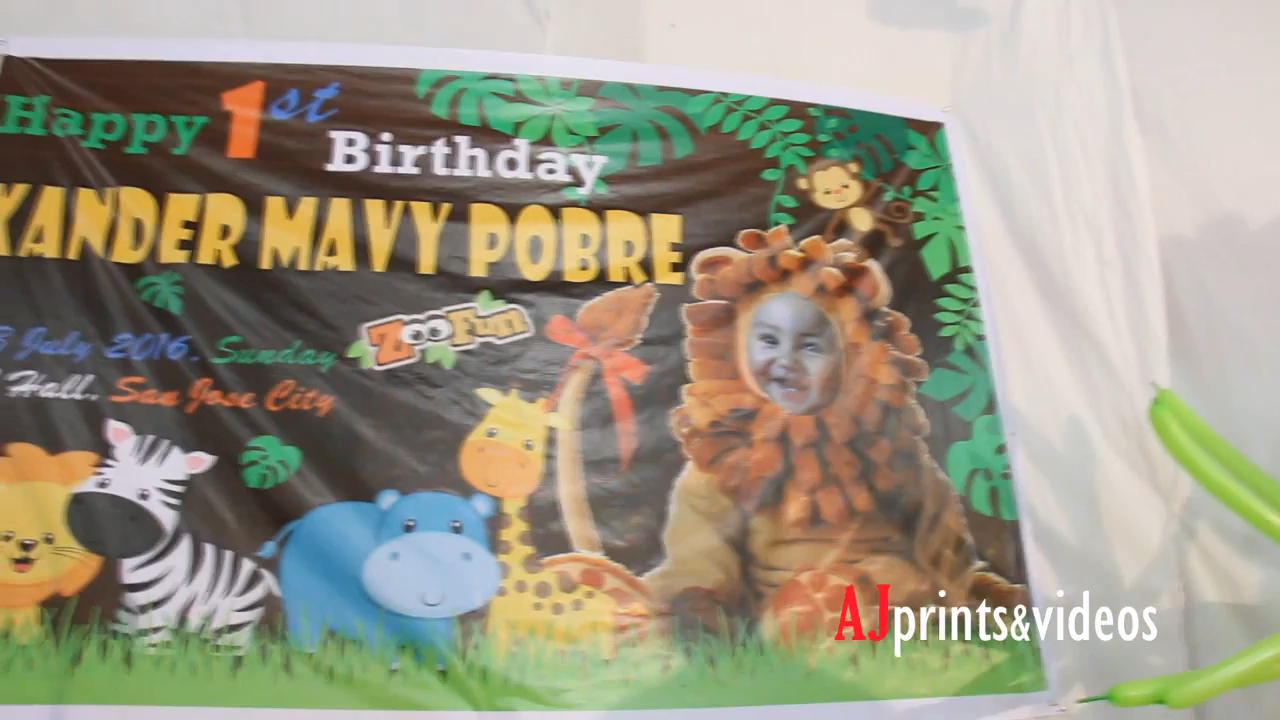 Happy 1st
Birthday
XANDER MAVY POBRE
ZooFun
July 2016. Sunday
Hall. San Jose City
AJprints&videos